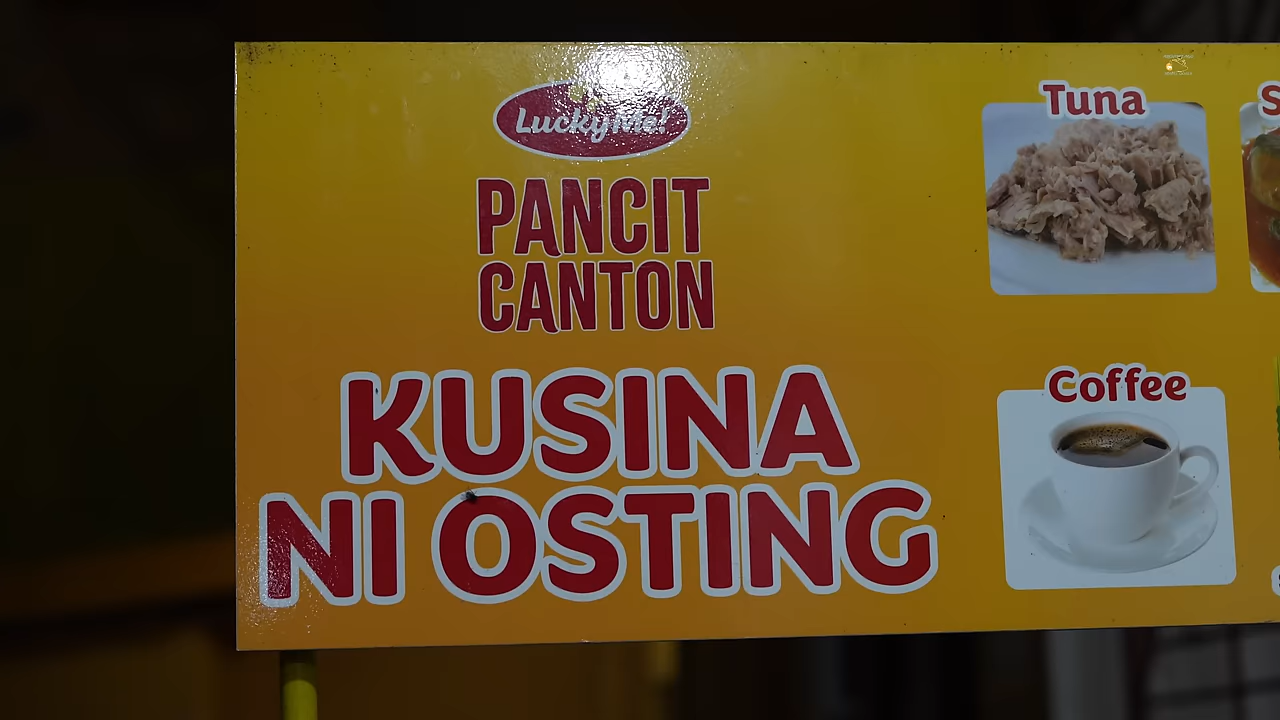 Lucky Me!
PANCIT
CANTON
KUSINA
NI OSTING
Tuna
Coffee